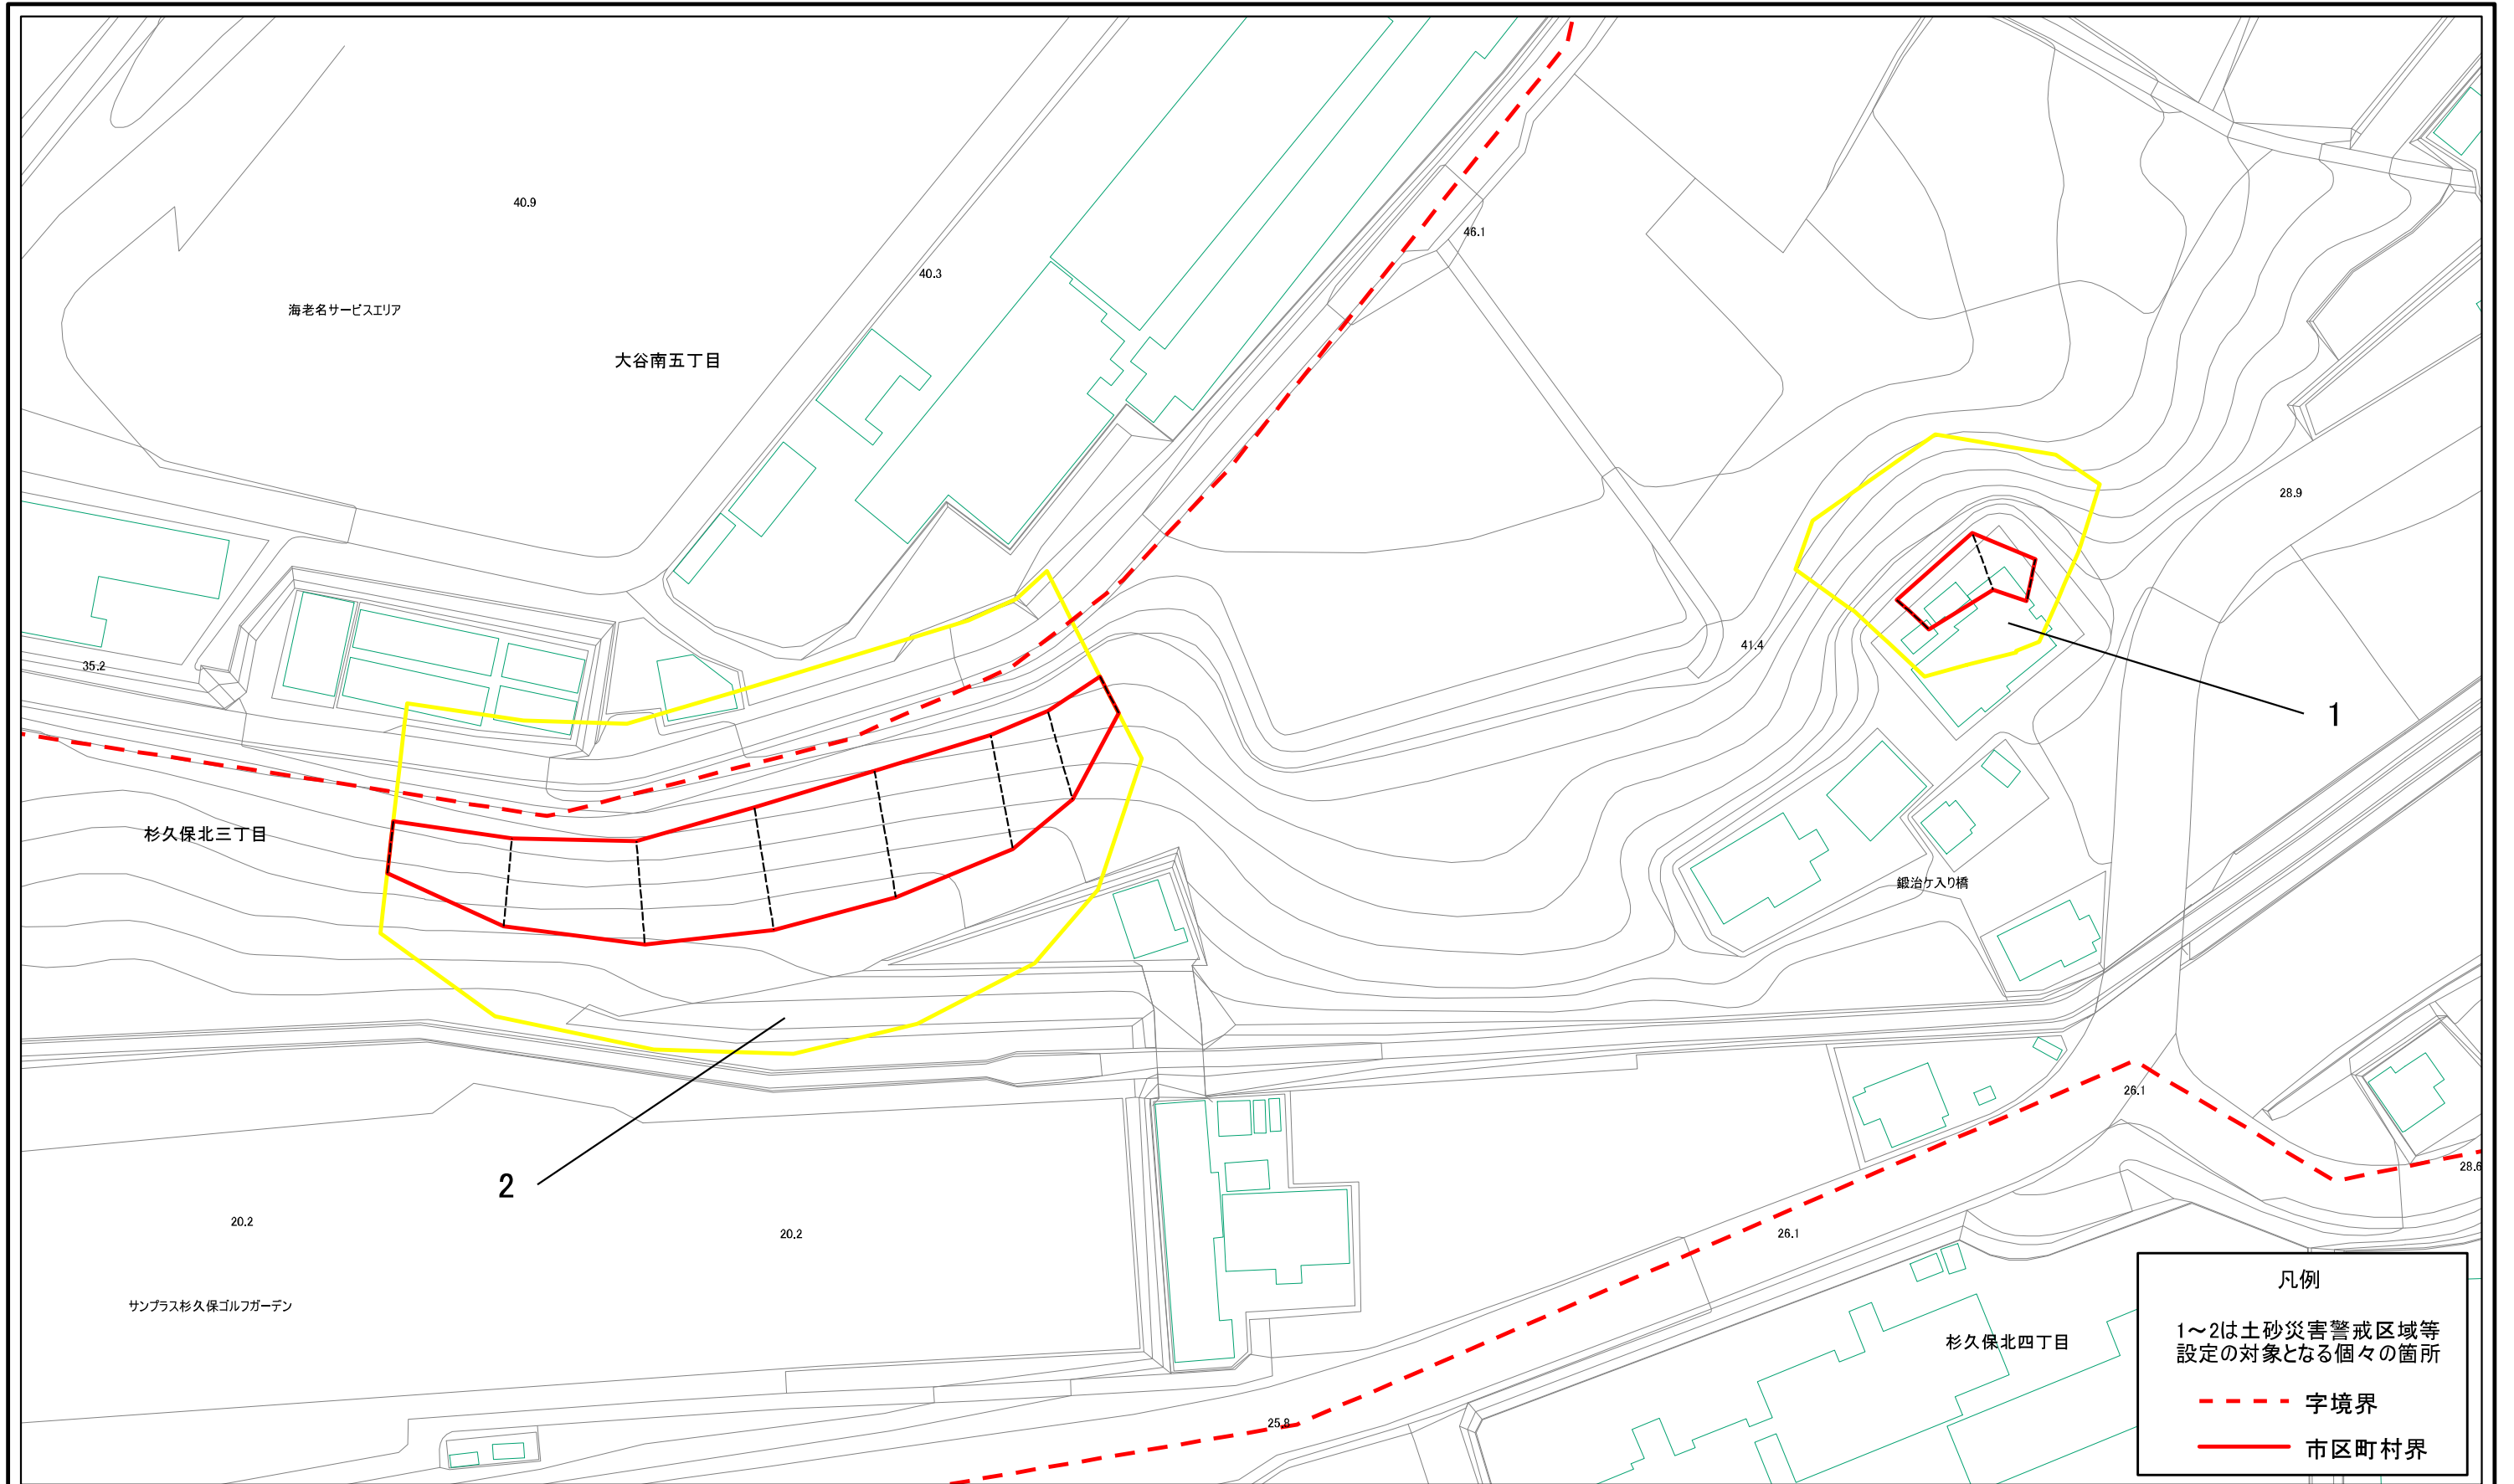 40.9
46.1
40.3
海老名サービスエリア
大谷南五丁目
28.9
41.4
35.2
1
杉久保北三丁目
鍛治ケ入り橋
26.1
28.6
2
20.2
20.2
26.1
サンプラス杉久保ゴルフガーデン
杉久保北四丁目
25.8
凡例
1～2は土砂災害警戒区域等
設定の対象となる個々の箇所
字境界
市区町村界